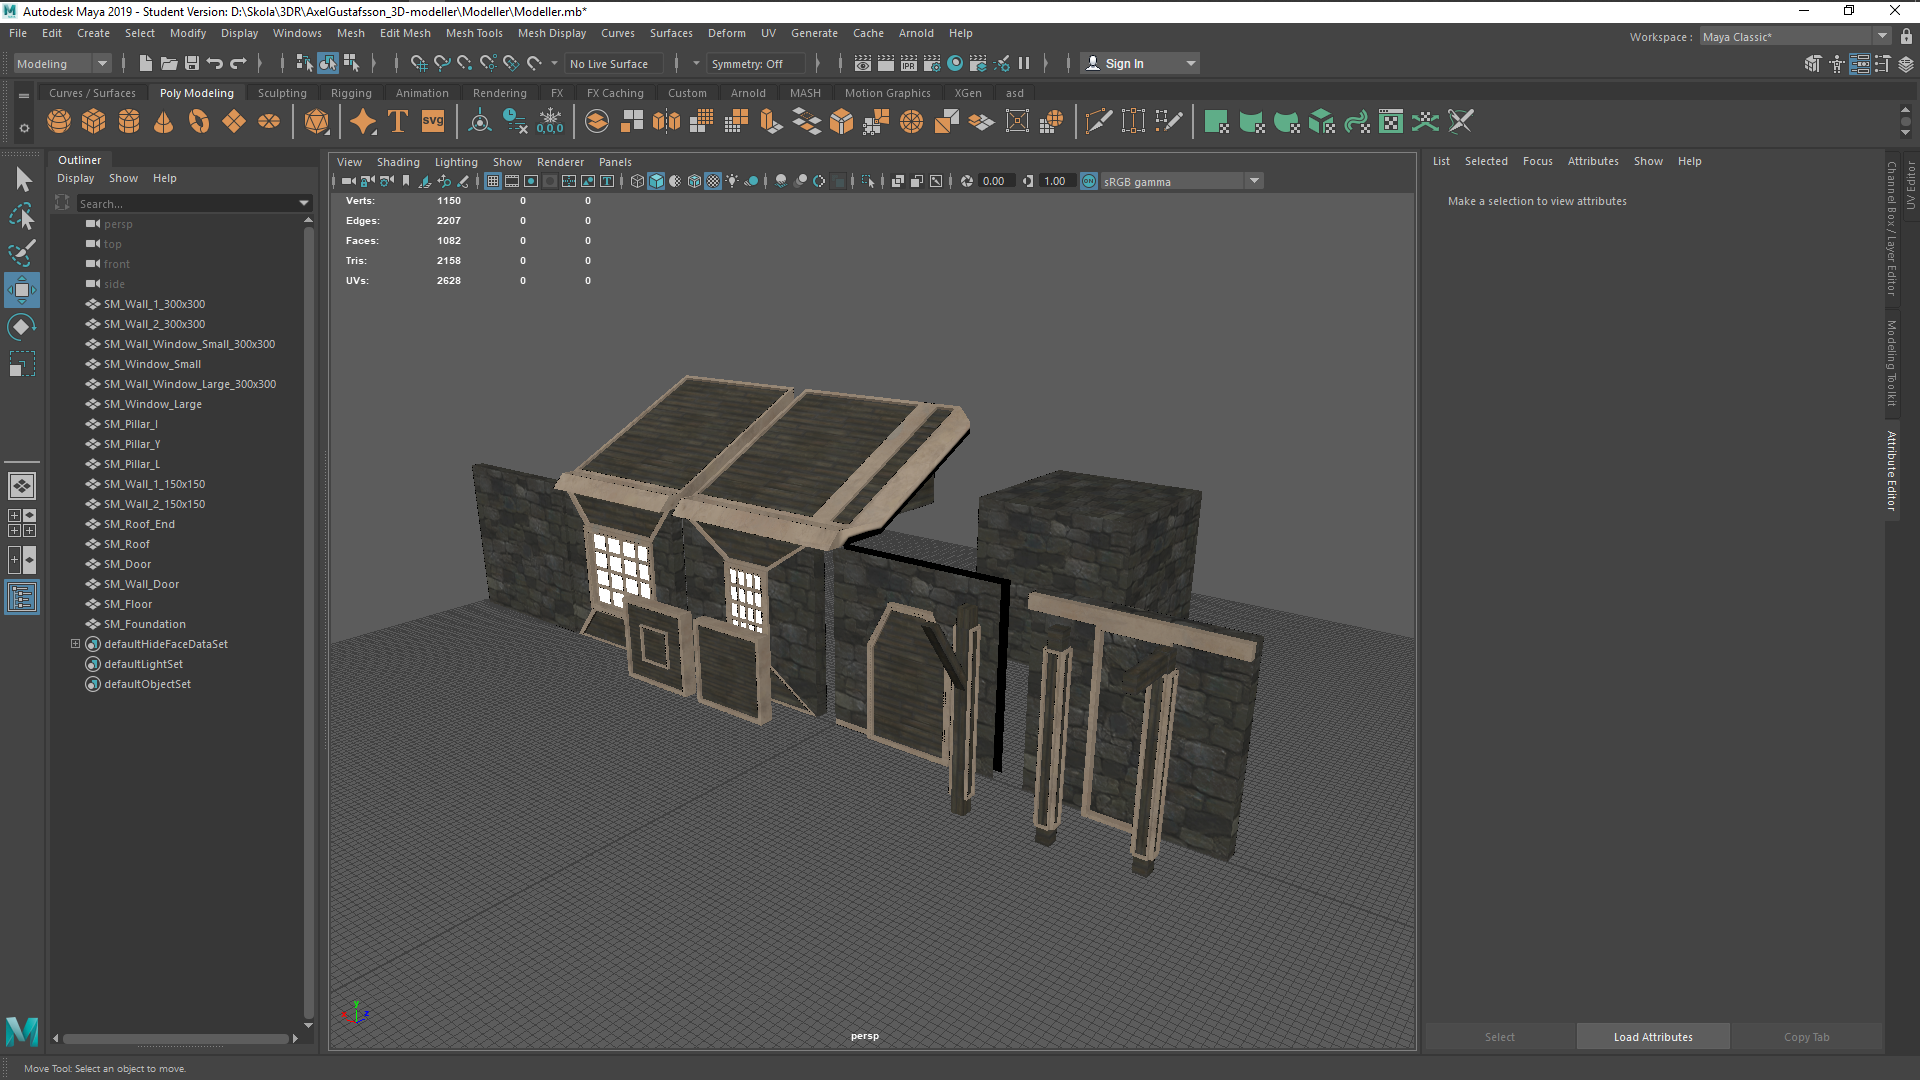 Autodesk Maya 2019 - Student Version: D:\Skola\3DR\AxelGustafsson_3D-modeller\Modeller\Modeller.mb*
File Edit Create Select Modify Display Windows Mesh Edit Mesh Mesh Tools Mesh Display Curves Surfaces Deform UV Generate Cache Arnold Help
Workspace : Maya Classic*
Modeling No Live Surface Symmetry: Off IPR Sign In
Curves / Surfaces Poly Modeling Sculpting Rigging Animation Rendering FX FX Caching Custom Arnold MASH Motion Graphics XGen asd
T svg 0,0,0
Outliner
Display Show Help
Search...
persp
top
front
side
SM_Wall_1_300x300
SM_Wall_2_300x300
SM_Wall_Window_Small_300x300
SM_Window_Small
SM_Wall_Window_Large_300x300
SM_Window_Large
SM_Pillar_I
SM_Pillar_Y
SM_Pillar_L
SM_Wall_1_150x150
SM_Wall_2_150x150
SM_Roof_End
SM_Roof
SM_Door
SM_Wall_Door
SM_Floor
SM_Foundation
defaultHideFaceDataSet
defaultLightSet
defaultObjectSet
View Shading Lighting Show Renderer Panels
0.00 1.00 ON sRGB gamma
Verts: 1150 0 0
Edges: 2207 0 0
Faces: 1082 0 0
Tris: 2158 0 0
UVs: 2628 0 0
y
x z
persp
List Selected Focus Attributes Show Help
Make a selection to view attributes
Channel Box / Layer Editor
Modeling Toolkit
Attribute Editor
UV Editor
Select Load Attributes Copy Tab
M
Move Tool: Select an object to move.